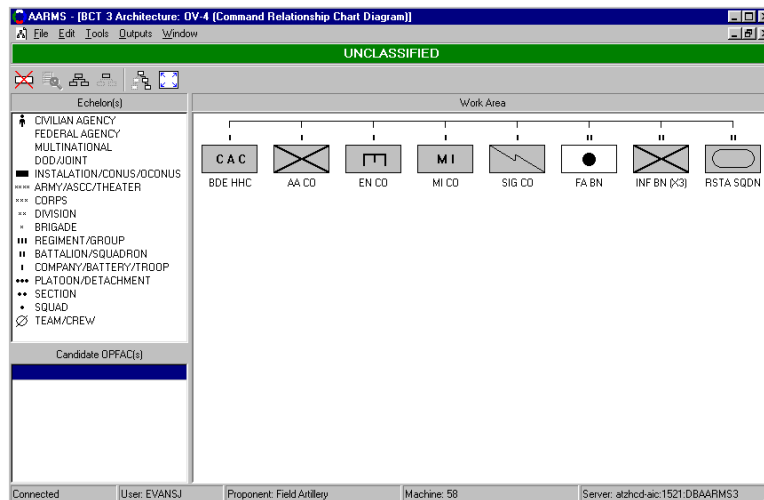 AARMS - [BCT 3 Architecture: OV-4 (Command Relationship Chart Diagram)]
File Edit Tools Outputs Window
UNCLASSIFIED
Echelon(s)
Work Area
CIVILIAN AGENCY
FEDERAL AGENCY
MULTINATIONAL
DOD/JOINT
INSTALATION/CONUS/OCONUS
ARMY/ASCC/THEATER
CORPS
DIVISION
BRIGADE
REGIMENT/GROUP
BATTALION/SQUADRON
COMPANY/BATTERY/TROOP
PLATOON/DETACHMENT
SECTION
SQUAD
TEAM/CREW
CAC
MI
BDE HHC
AA CO
EN CO
MI CO
SIG CO
FA BN
INF BN (X3)
RSTA SQDN
Candidate OPFAC(s)
Connected
User: EVANSJ
Proponent: Field Artillery
Machine: 58
Server: atzhcd-aic:1521:DBAARMS3